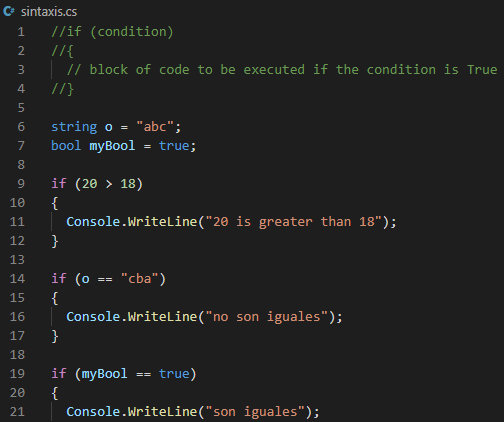 sintaxis.cs
1 //if (condition)
2 //{
3 // block of code to be executed if the condition is True
4 //}
5
6 string o = "abc";
7 bool myBool = true;
8
9 if (20 > 18)
10 {
11 Console.WriteLine("20 is greater than 18");
12 }
13
14 if (o == "cba")
15 {
16 Console.WriteLine("no son iguales");
17 }
18
19 if (myBool == true)
20 {
21 Console.WriteLine("son iguales");